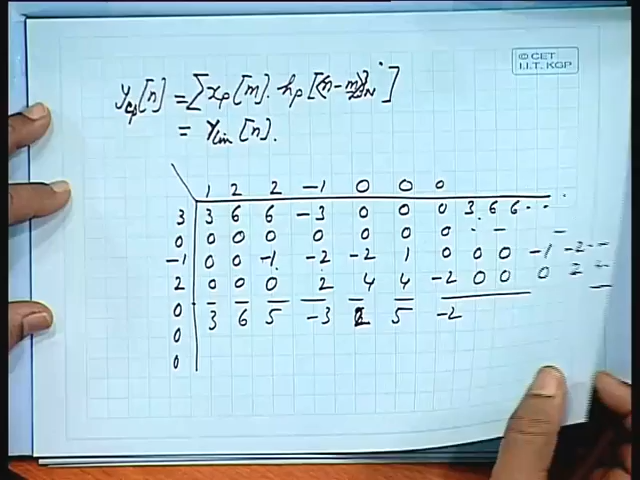 © CET
I.I.T. KGP
y_cp[n] = Σ[x_p[m]. h_p[(n-m)]_N]
= y_lin[n].
1 2 2 -1 0 0 0
3 3 6 6 -3 0 0 0 3 6 6 - -
0 0 0 0 0 0 0 0 - -
-1 0 0 -1 -2 -2 1 0 0 0 -1 -2 - -
2 0 0 0 2 4 4 -2 0 0 0 2 - -
0 3 6 5 -3 2 5 -2
0
0